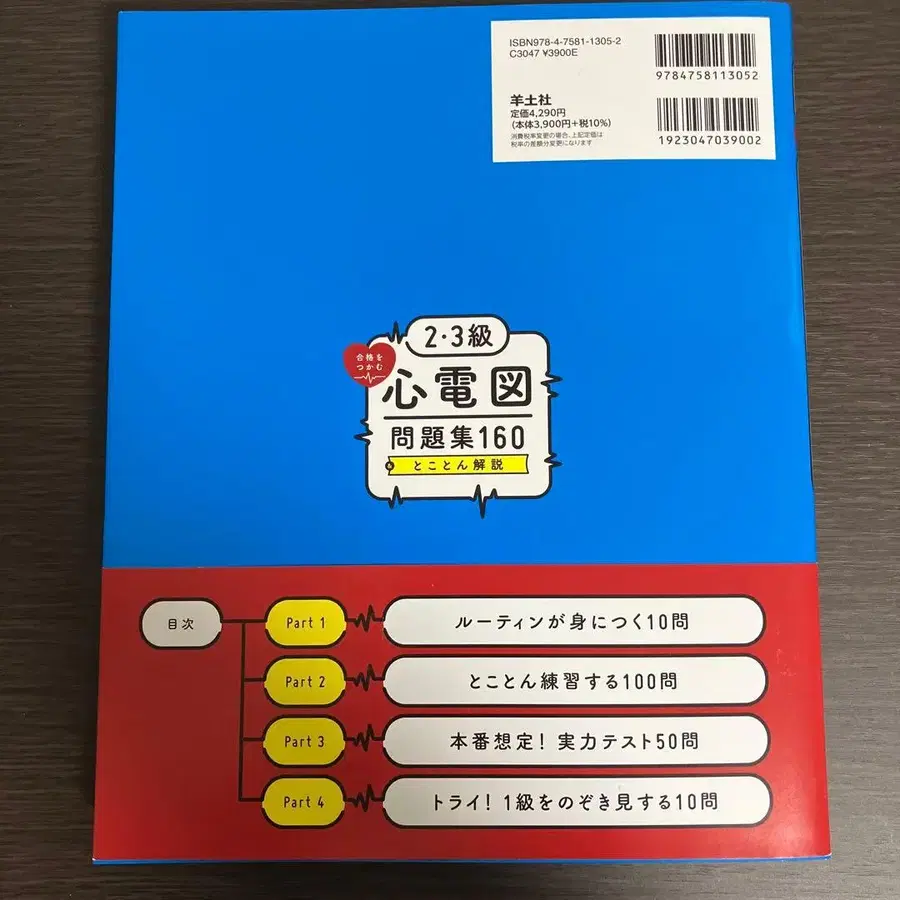 ISBN978-4-7581-1305-2
C3047 ¥3900E
9784758113052
羊土社
定価4,290円
(本体3,900円+税10%)
消費税率変更の場合、上記定価は
税率の差額分変更になります
1923047039002
2・3級
合格を
つかむ
心電図
問題集160
&
とことん解説
目次
Part 1
ルーティンが身につく10問
Part 2
とことん練習する100問
Part 3
本番想定! 実力テスト50問
Part 4
トライ! 1級をのぞき見する10問